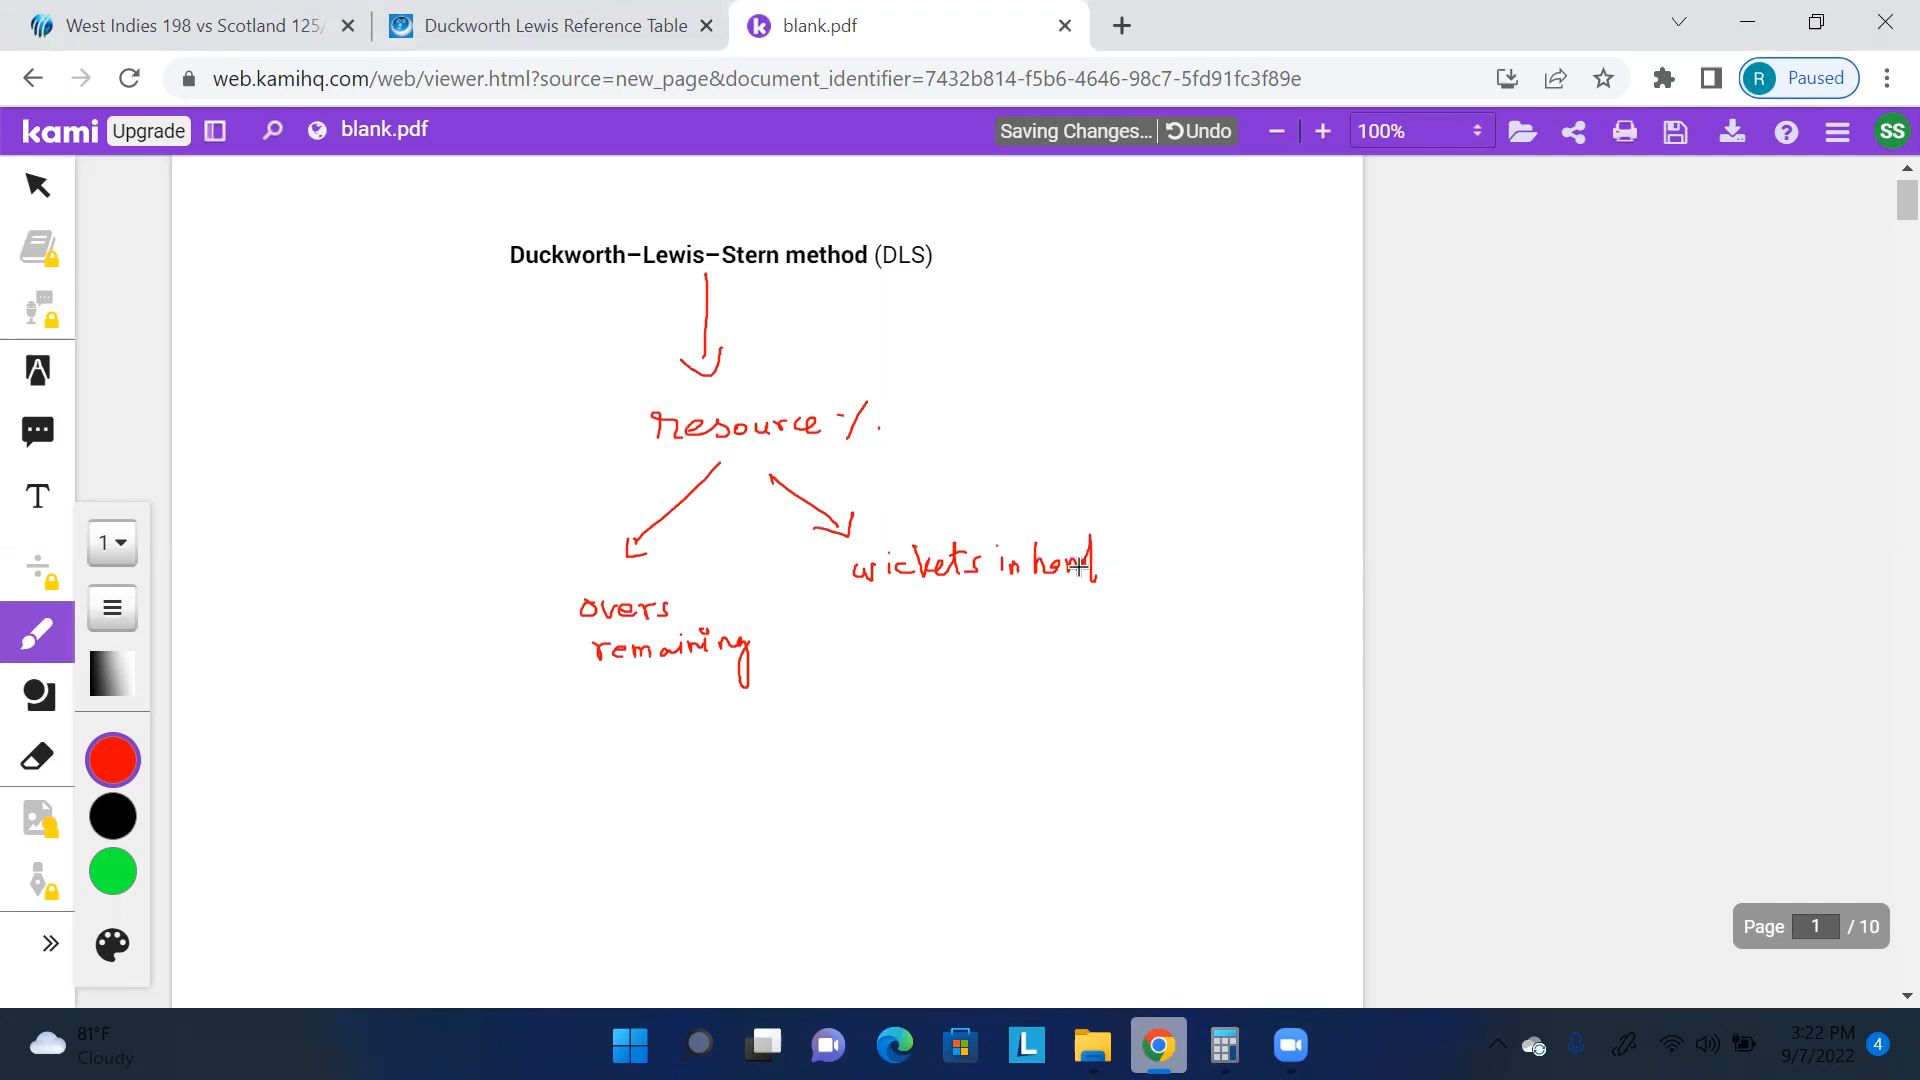 West Indies 198 vs Scotland 125/
Duckworth Lewis Reference Table
blank.pdf
web.kamihq.com/web/viewer.html?source=new_page&document_identifier=7432b814-f5b6-4646-98c7-5fd91fc3f89e
R Paused
kami Upgrade
blank.pdf
Saving Changes... Undo
100%
SS
Duckworth–Lewis–Stern method (DLS)
resource %.
wickets in hand
overs
remaining
T
1
Page 1 / 10
81°F
Cloudy
L
3:22 PM
9/7/2022
4